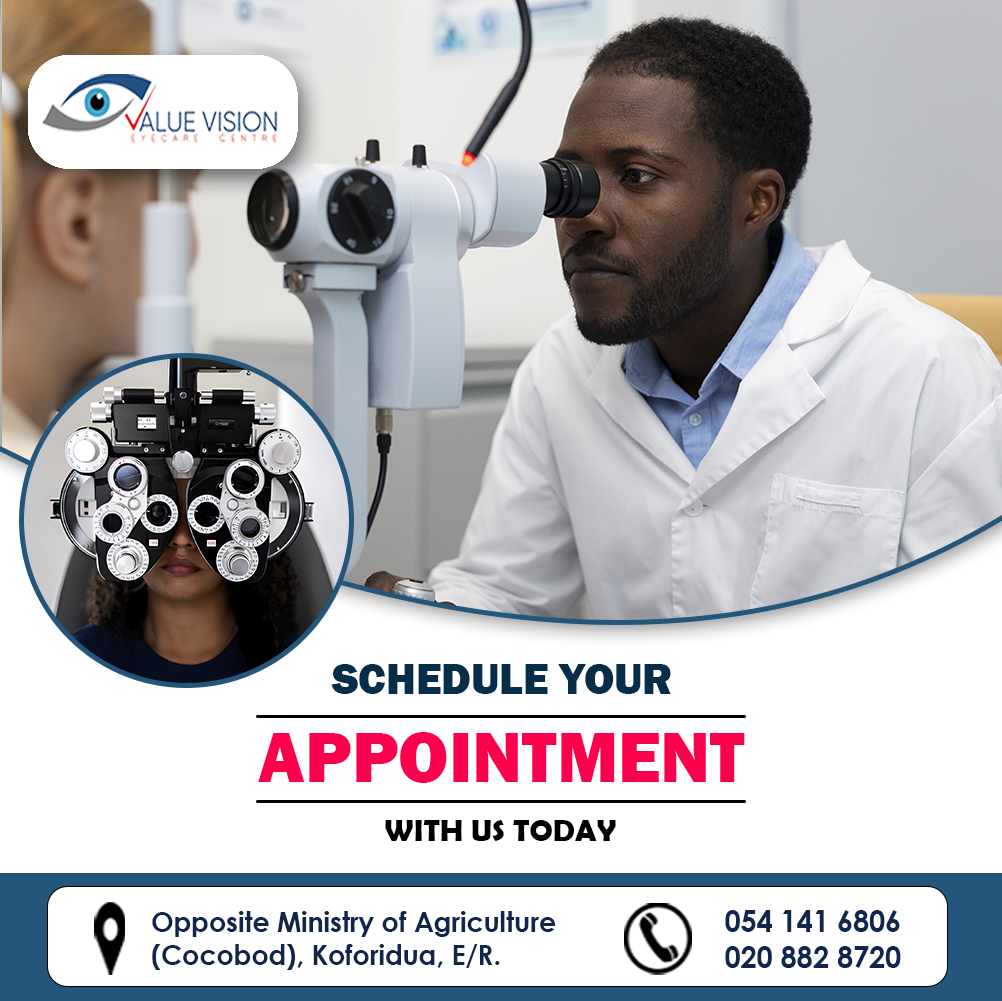 VALUE VISION
EYECARE CENTRE
SCHEDULE YOUR
APPOINTMENT
WITH US TODAY
Opposite Ministry of Agriculture
(Cocobod), Koforidua, E/R.
054 141 6806
020 882 8720